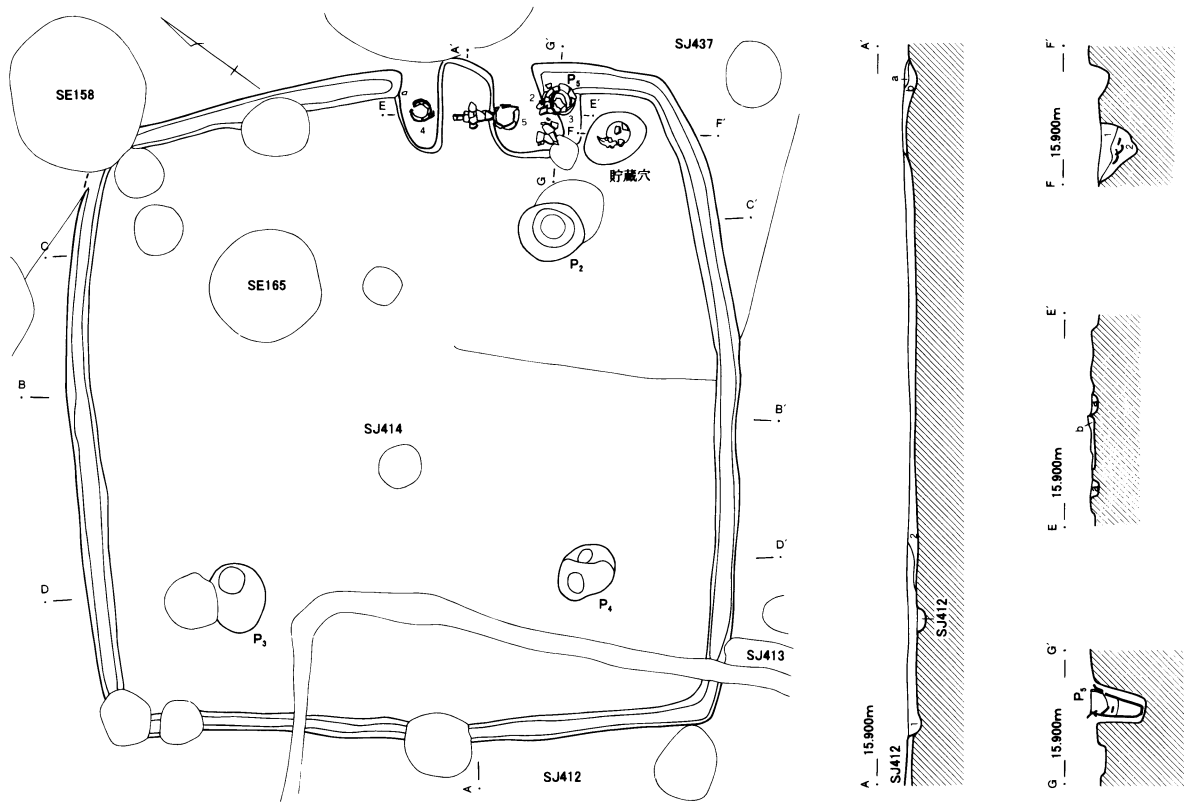 SE158
SJ437
A′
G′
P₅
2
3
E
4
5
E′
F
F′
貯蔵穴
G
C
C′
P₂
SE165
B
B′
SJ414
D
D′
P₃
P₄
SJ413
SJ412
A
A′
a
b
2
SJ412
1
15.900m
A
SJ412
F′
15.900m
1
2
F
E′
a
b
a
15.900m
E
G′
P₅
15.900m
G